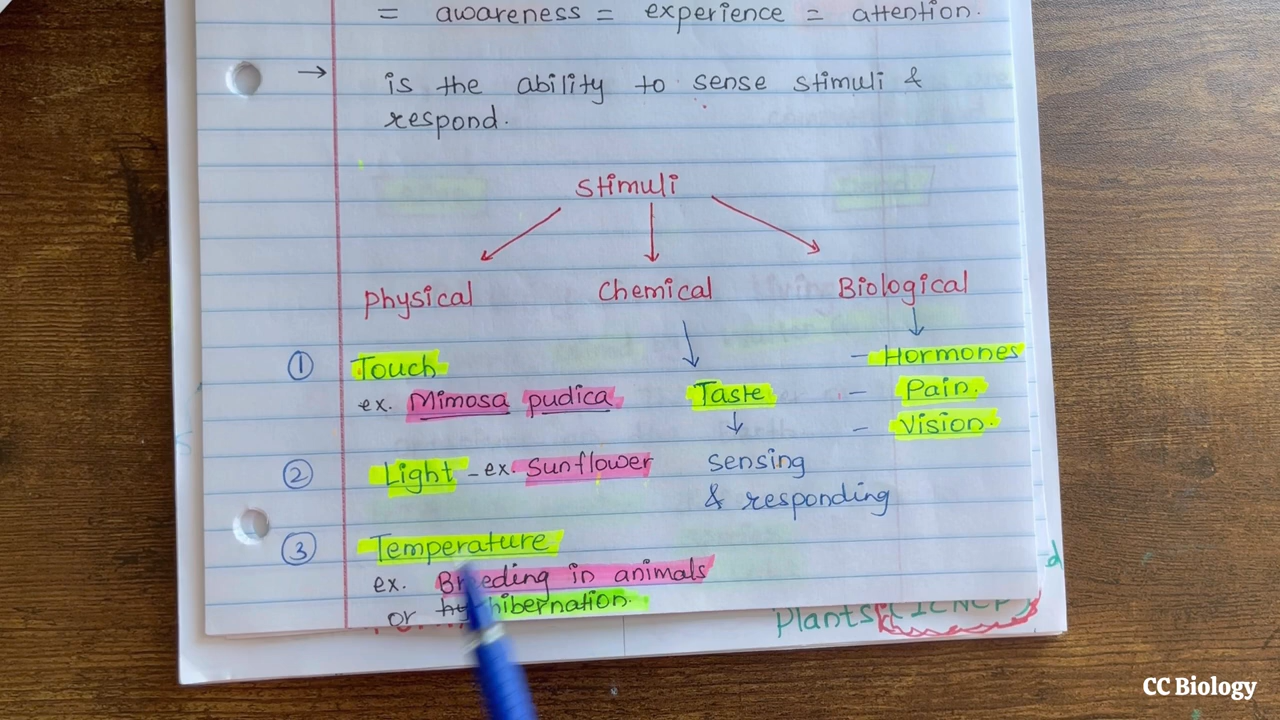 = awareness = experience = attention.
→ is the ability to sense stimuli &
respond.
Stimuli
Physical Chemical Biological
① Touch
ex. Mimosa pudica
② Light - ex. Sunflower
③ Temperature
ex. Breeding in animals
or hibernation.
Taste
sensing
& responding
- Hormones
- Pain.
- Vision.
Plants (ICNCP)
CC Biology